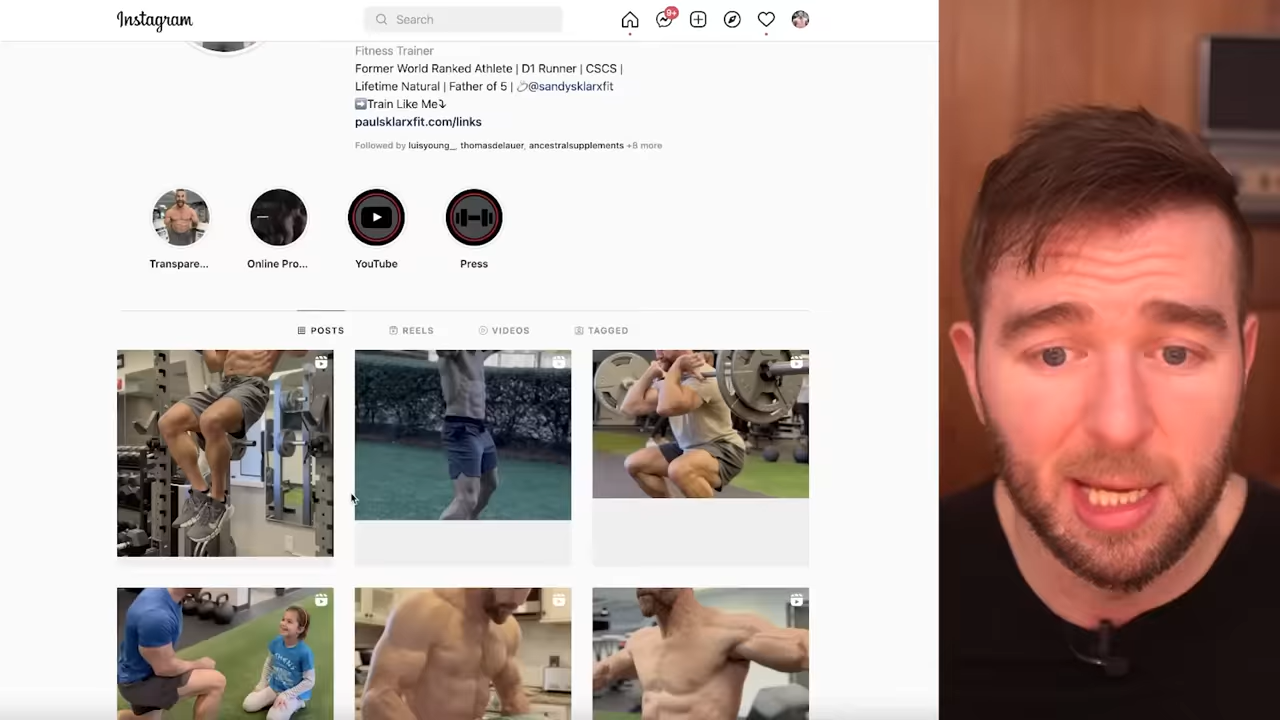 Instagram
Search
9+
Fitness Trainer
Former World Ranked Athlete | D1 Runner | CSCS |
Lifetime Natural | Father of 5 | @sandysklarxfit
Train Like Me
paulsklarxfit.com/links
Followed by luisyoung__, thomasdelauer, ancestralsupplements +8 more
Transpare...
Online Pro...
YouTube
Press
POSTS
REELS
VIDEOS
TAGGED